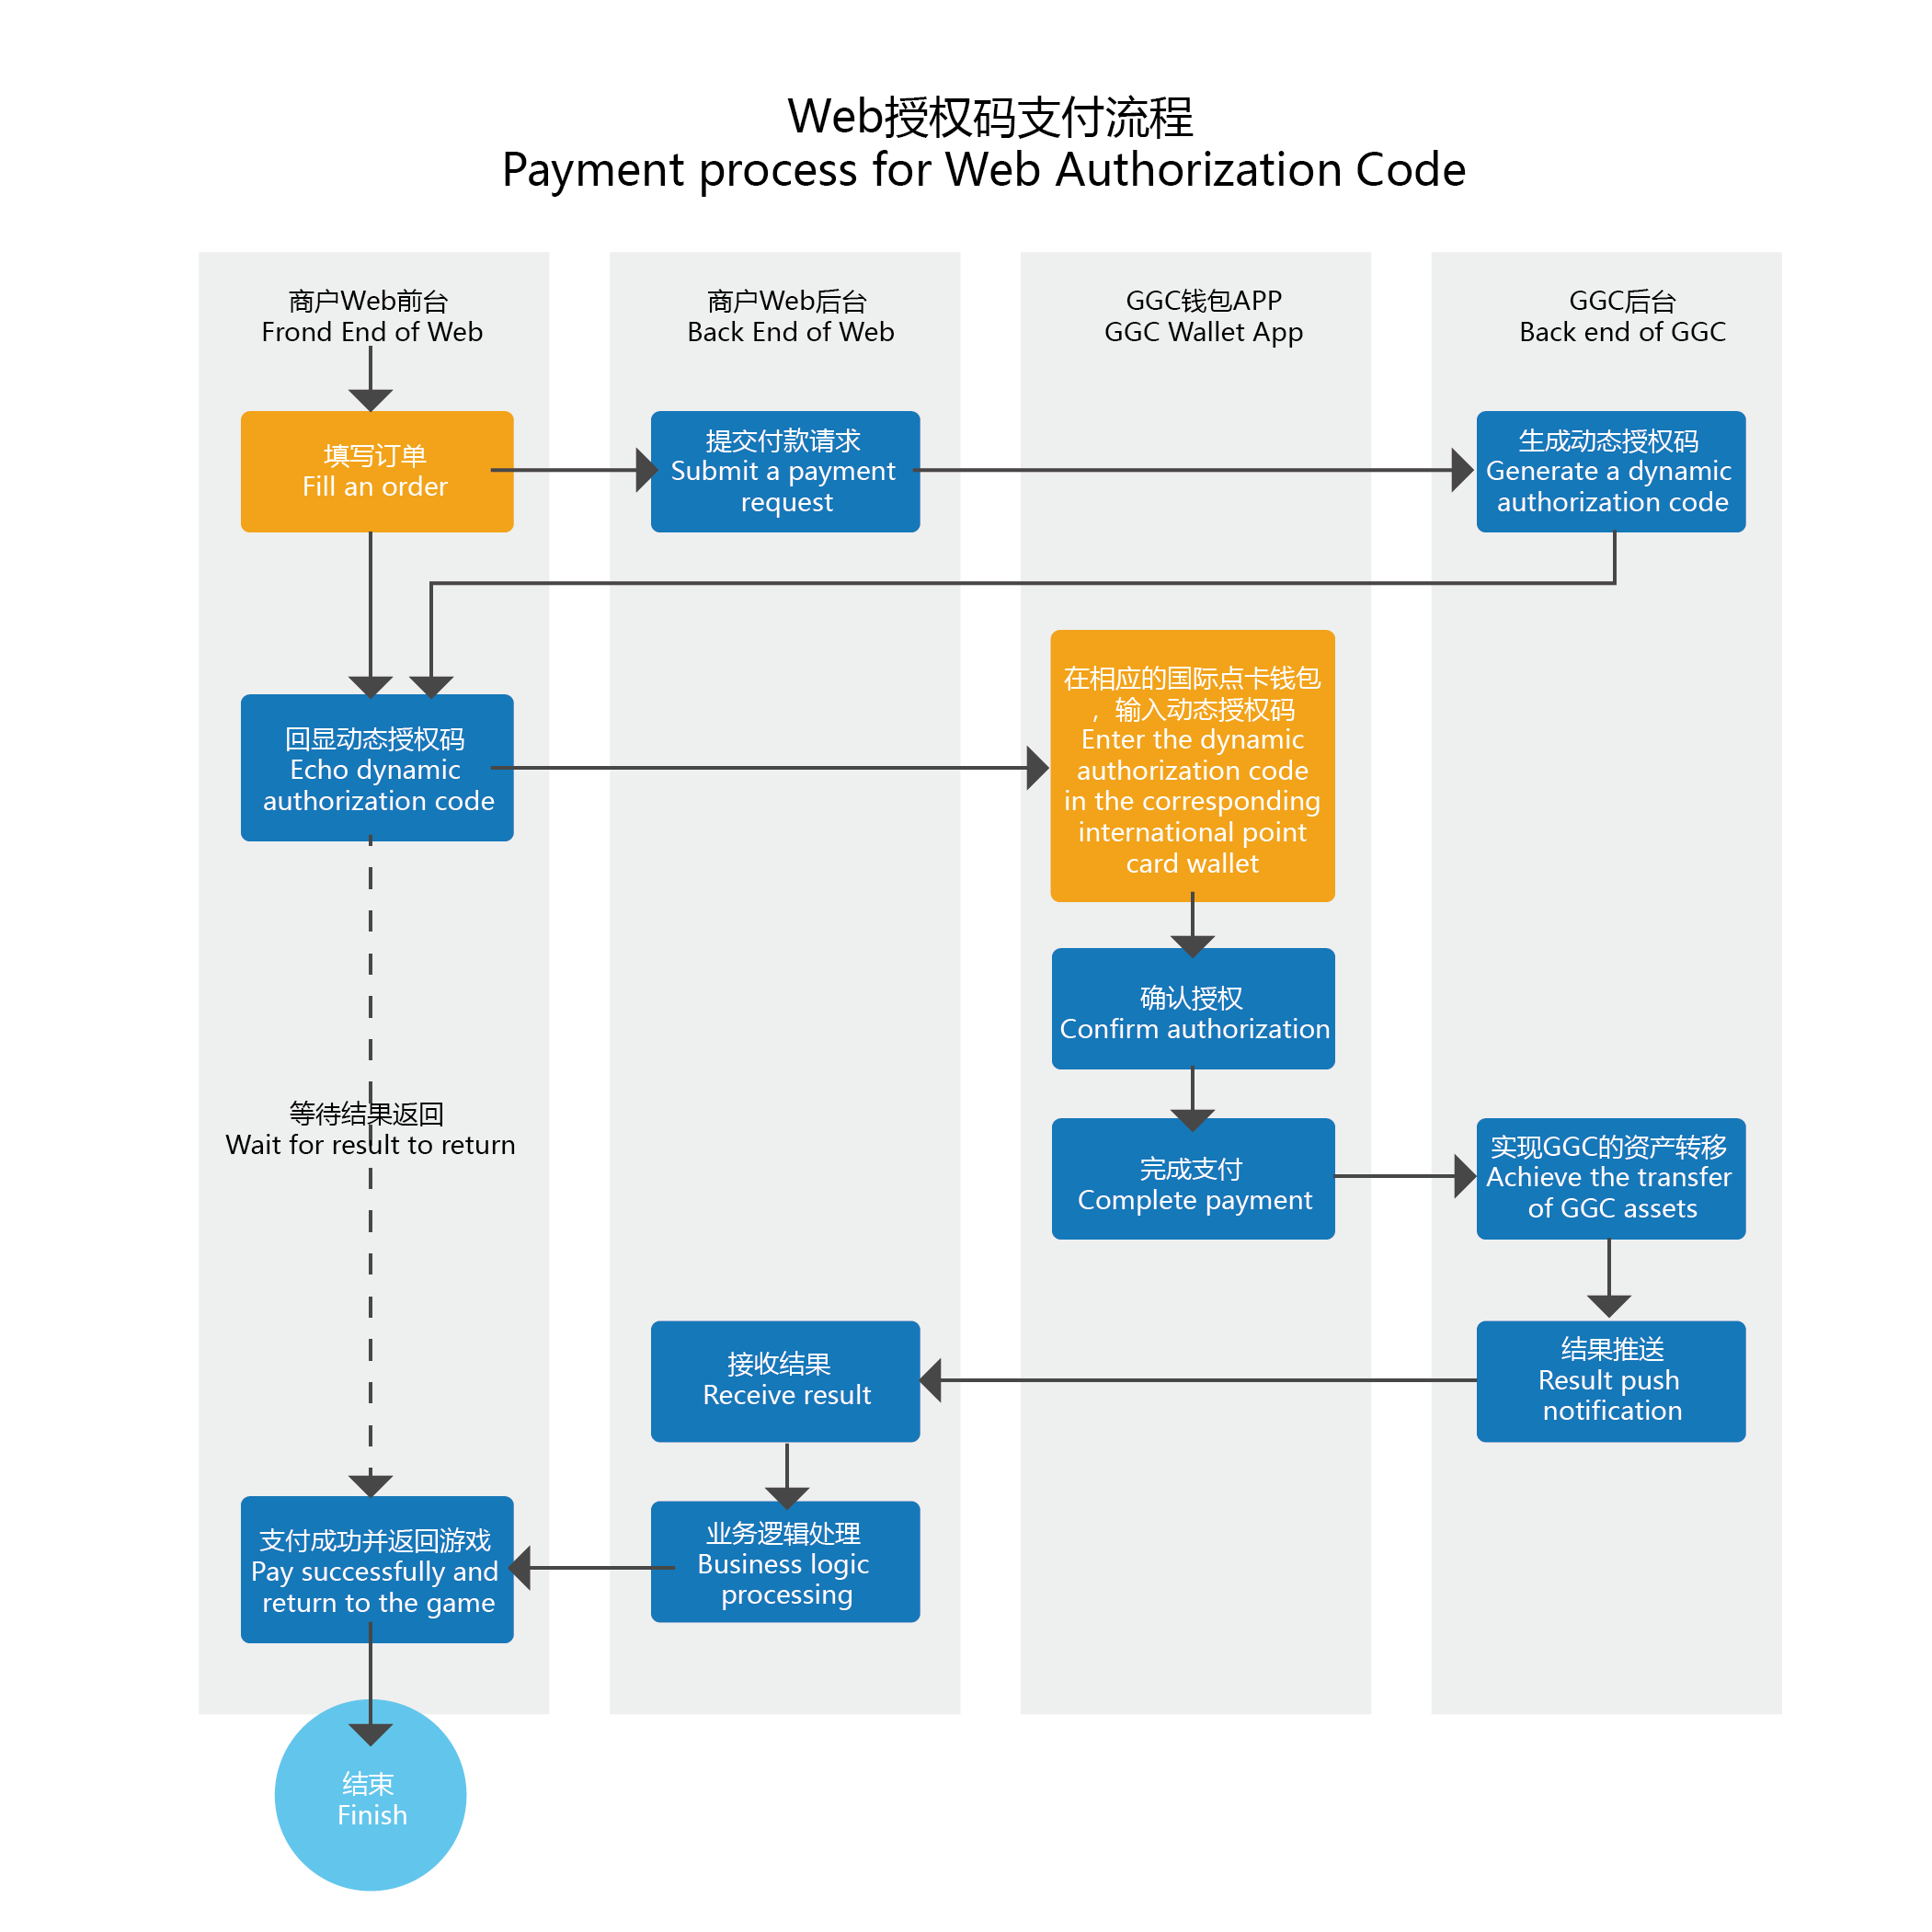 Web授权码支付流程
Payment process for Web Authorization Code
商户Web前台
Frond End of Web
商户Web后台
Back End of Web
GGC钱包APP
GGC Wallet App
GGC后台
Back end of GGC
填写订单
Fill an order
提交付款请求
Submit a payment
request
生成动态授权码
Generate a dynamic
authorization code
回显动态授权码
Echo dynamic
authorization code
在相应的国际点卡钱包
，输入动态授权码
Enter the dynamic
authorization code
in the corresponding
international point
card wallet
确认授权
Confirm authorization
等待结果返回
Wait for result to return
完成支付
Complete payment
实现GGC的资产转移
Achieve the transfer
of GGC assets
接收结果
Receive result
结果推送
Result push
notification
支付成功并返回游戏
Pay successfully and
return to the game
业务逻辑处理
Business logic
processing
结束
Finish